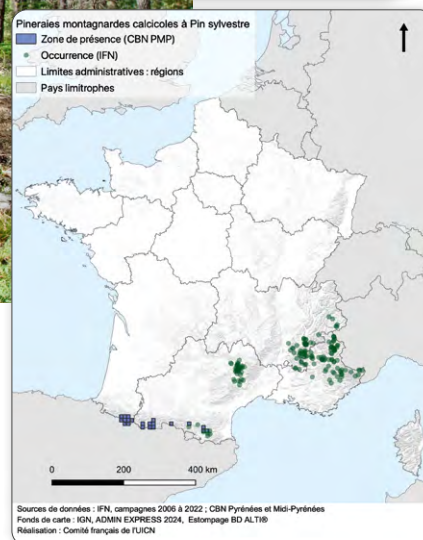 Pineraies montagnardes calcicoles à Pin sylvestre
Zone de présence (CBN PMP)
Occurrence (IFN)
Limites administratives : régions
Pays limitrophes
0 200 400 km
Sources de données : IFN, campagnes 2006 à 2022 ; CBN Pyrénées et Midi-Pyrénées
Fonds de carte : IGN, ADMIN EXPRESS 2024, Estompage BD ALTI®
Réalisation : Comité français de l'UICN